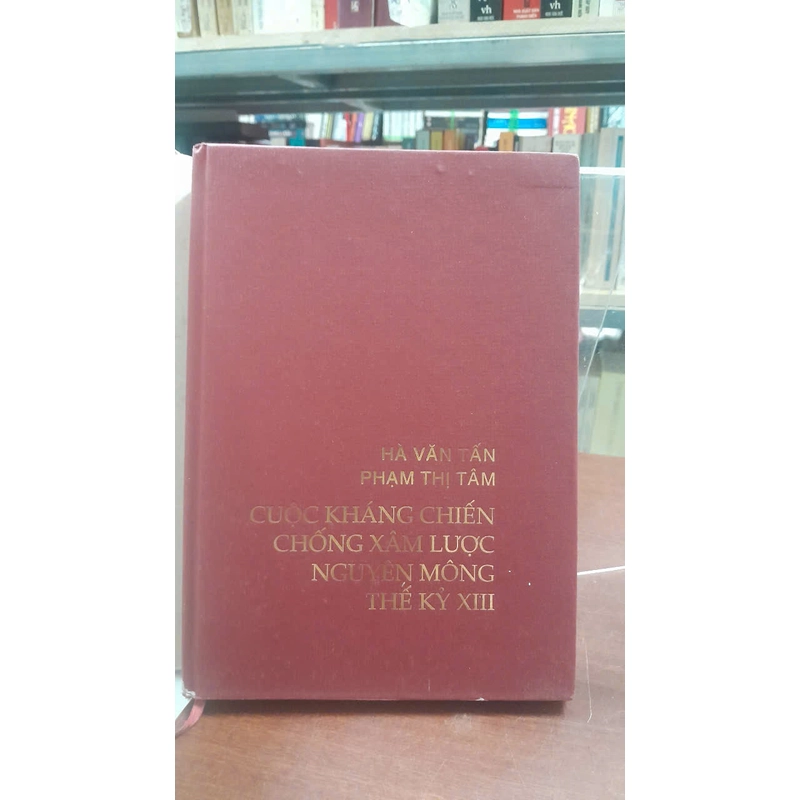 HÀ VĂN TẤN
PHẠM THỊ TÂM
CUỘC KHÁNG CHIẾN
CHỐNG XÂM LƯỢC
NGUYÊN MÔNG
THẾ KỶ XIII